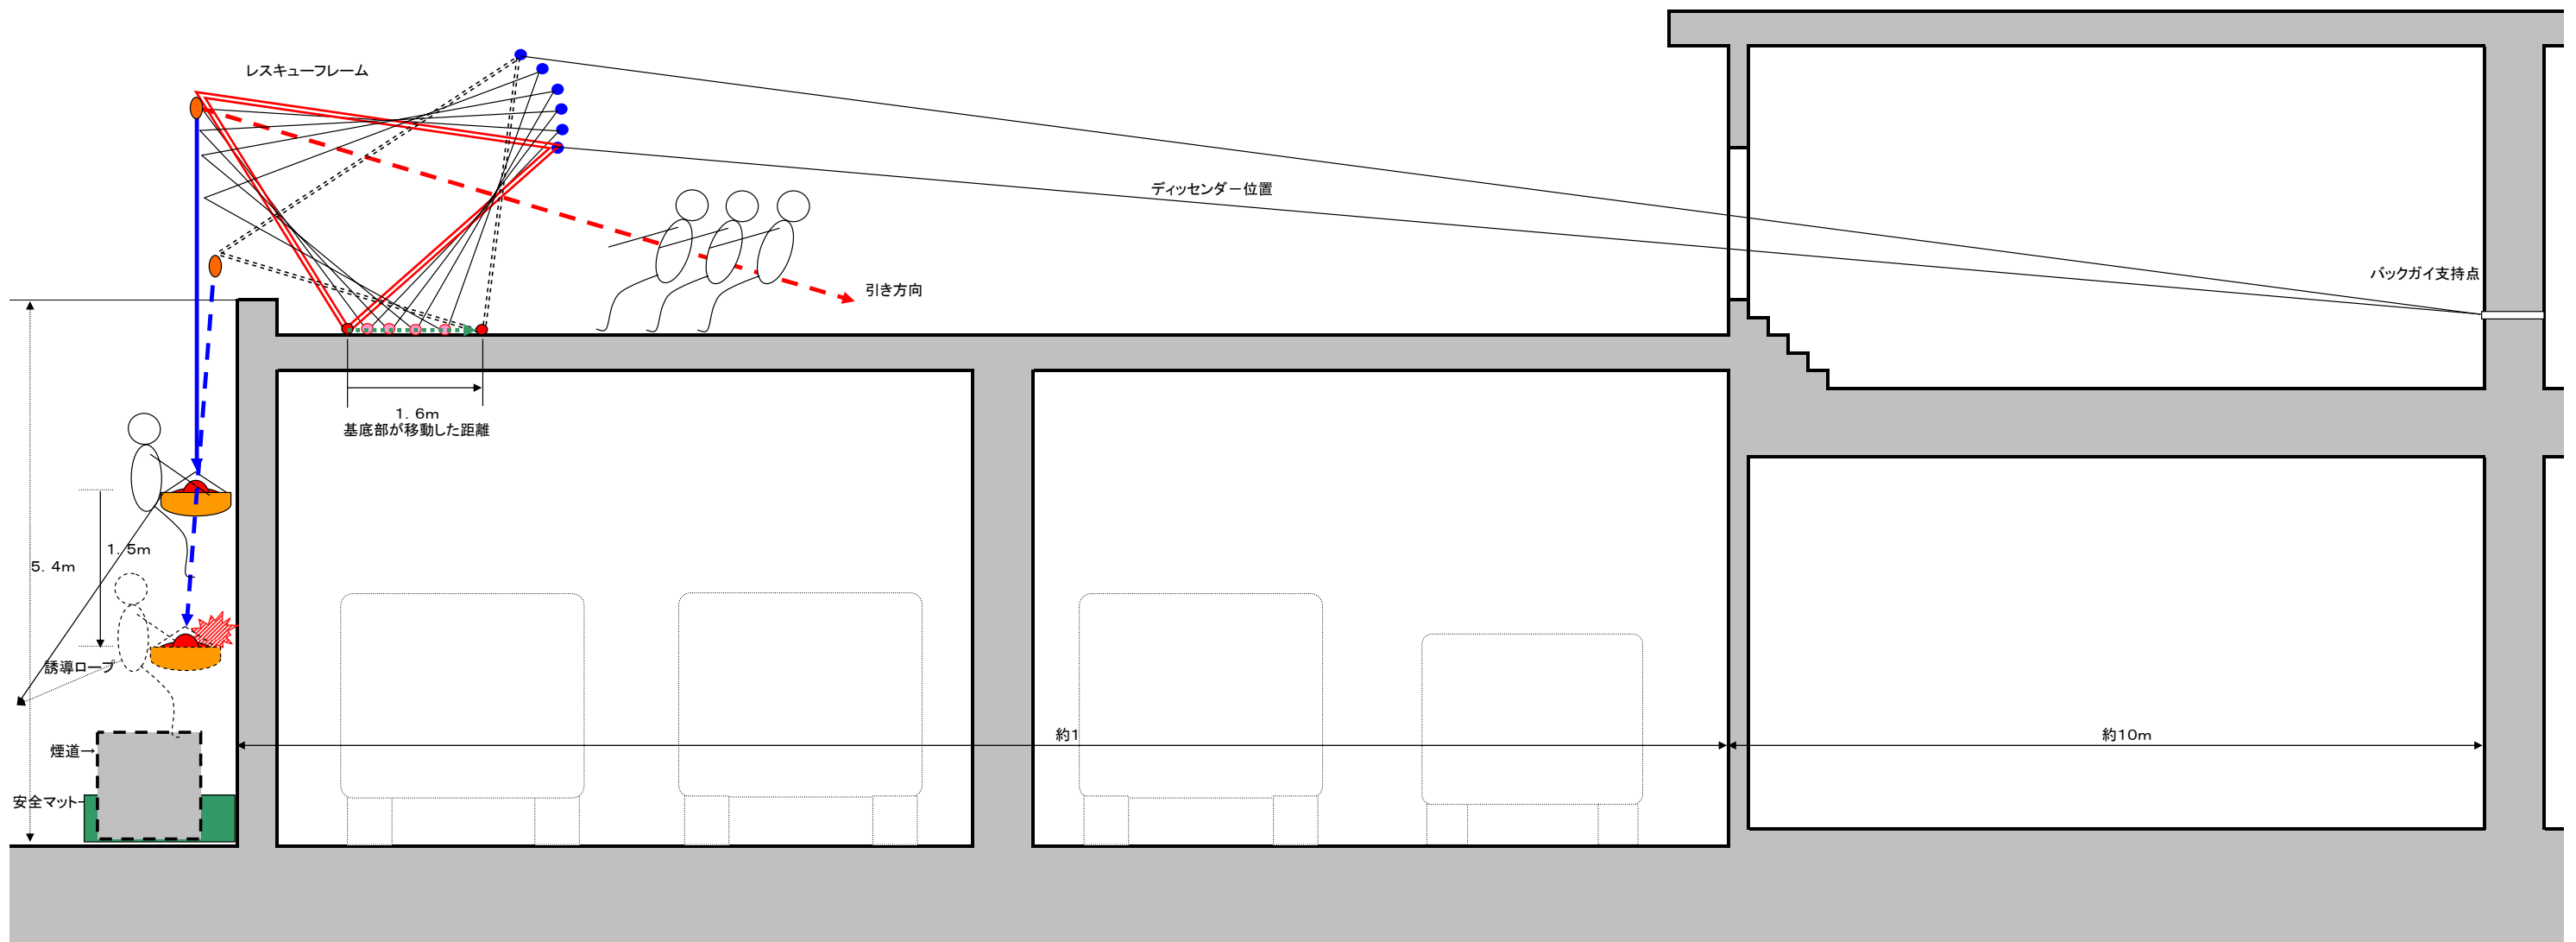 レスキューフレーム
ディッセンダー位置
バックガイ支持点
引き方向
1. 6m
基底部が移動した距離
1. 5m
5. 4m
誘導ロープ
約1
約10m
煙道→
安全マット